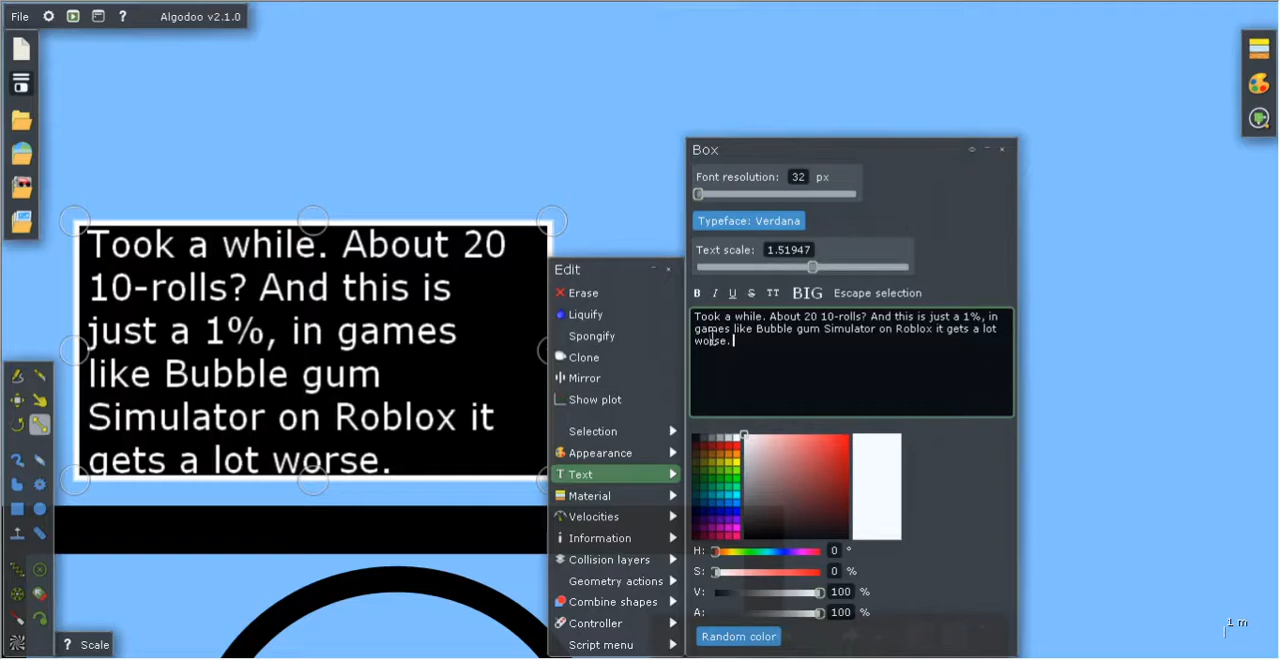 File ? Algodoo v2.1.0
Took a while. About 20
10-rolls? And this is
just a 1%, in games
like Bubble gum
Simulator on Roblox it
gets a lot worse.
? Scale
Edit
Erase
Liquify
Spongify
Clone
Mirror
Show plot
Selection
Appearance
T Text
Material
Velocities
i Information
Collision layers
Geometry actions
Combine shapes
Controller
Script menu
Box
Font resolution: 32 px
Typeface: Verdana
Text scale: 1.51947
B I U S TT BIG Escape selection
Took a while. About 20 10-rolls? And this is just a 1%, in
games like Bubble gum Simulator on Roblox it gets a lot
worse.
H: 0 °
S: 0 %
V: 100 %
A: 100 %
Random color
1 m